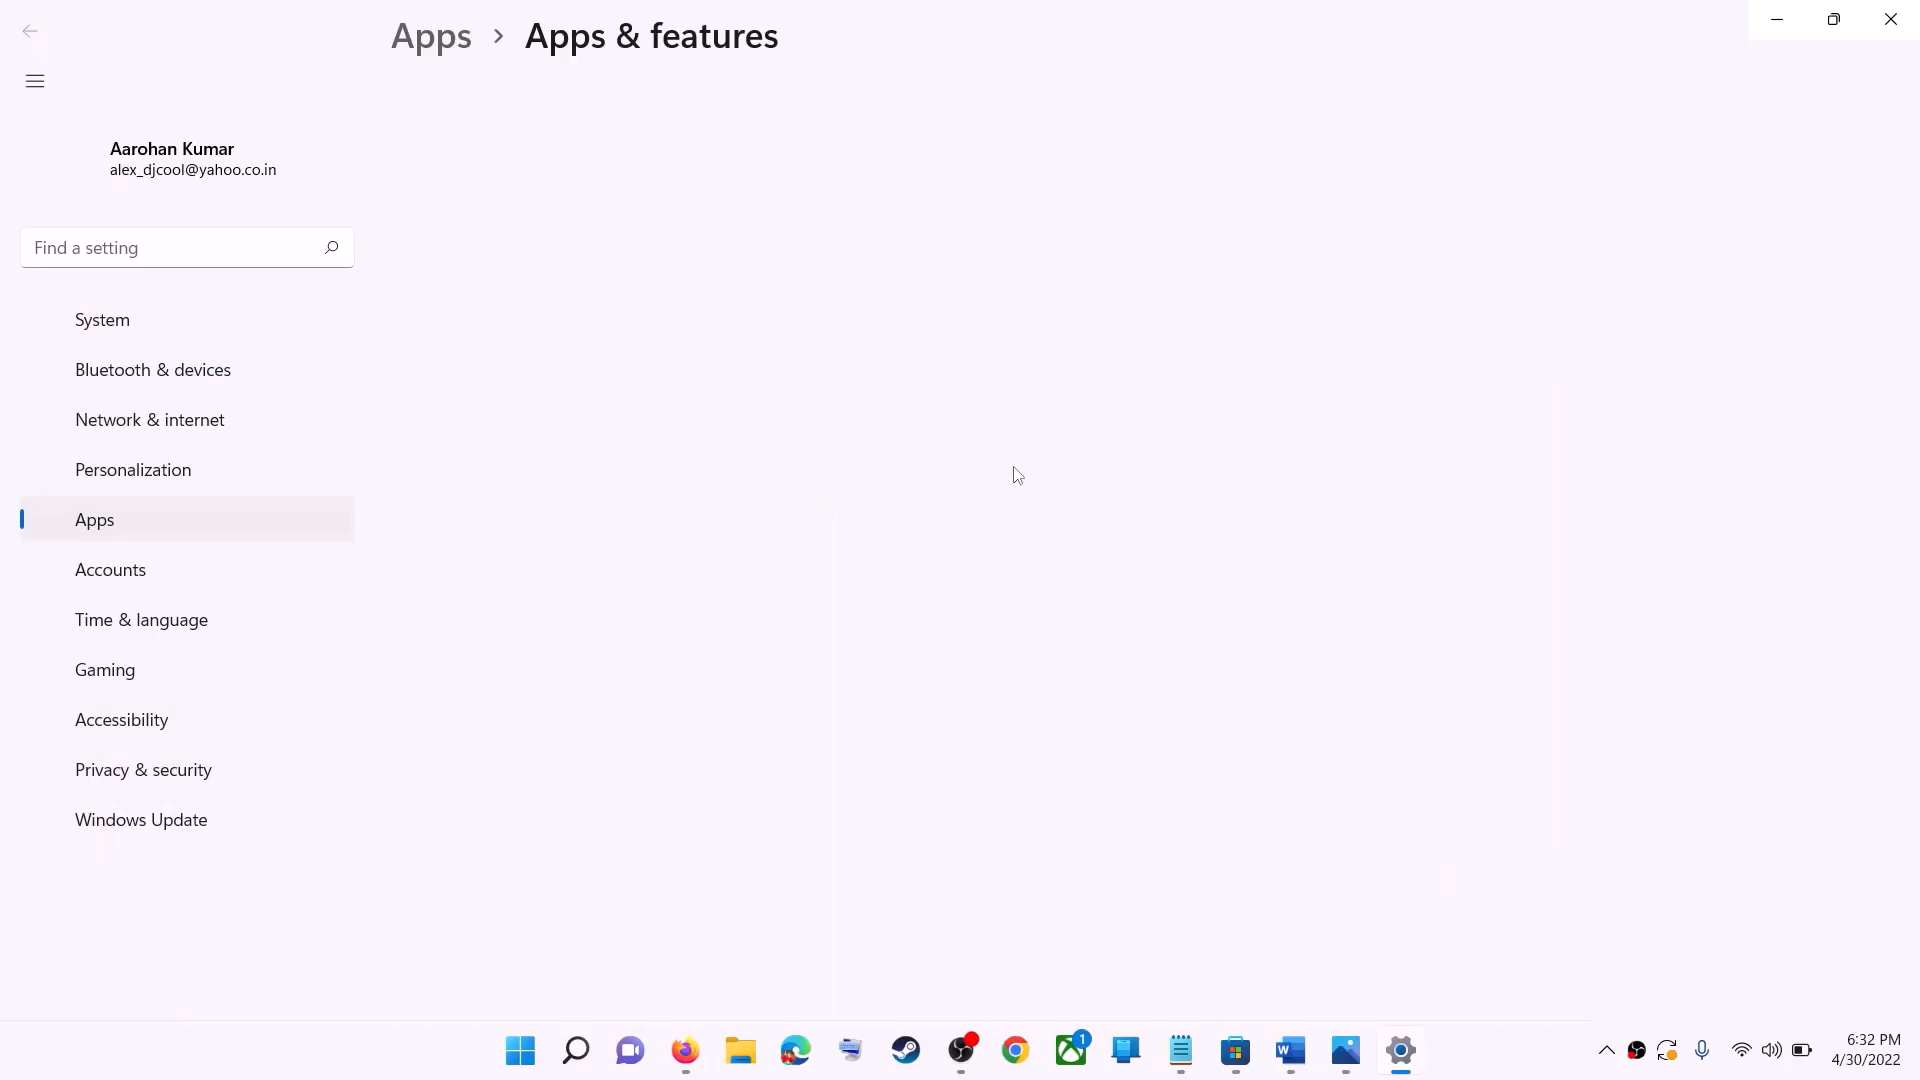 Apps > Apps & features
Aarohan Kumar
alex_djcool@yahoo.co.in
Find a setting
System
Bluetooth & devices
Network & internet
Personalization
Apps
Accounts
Time & language
Gaming
Accessibility
Privacy & security
Windows Update
1
6:32 PM
4/30/2022